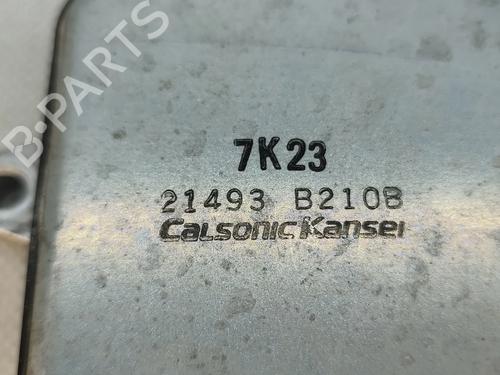 B-PARTS
7K23
21493 B210B
CalsonicKansei